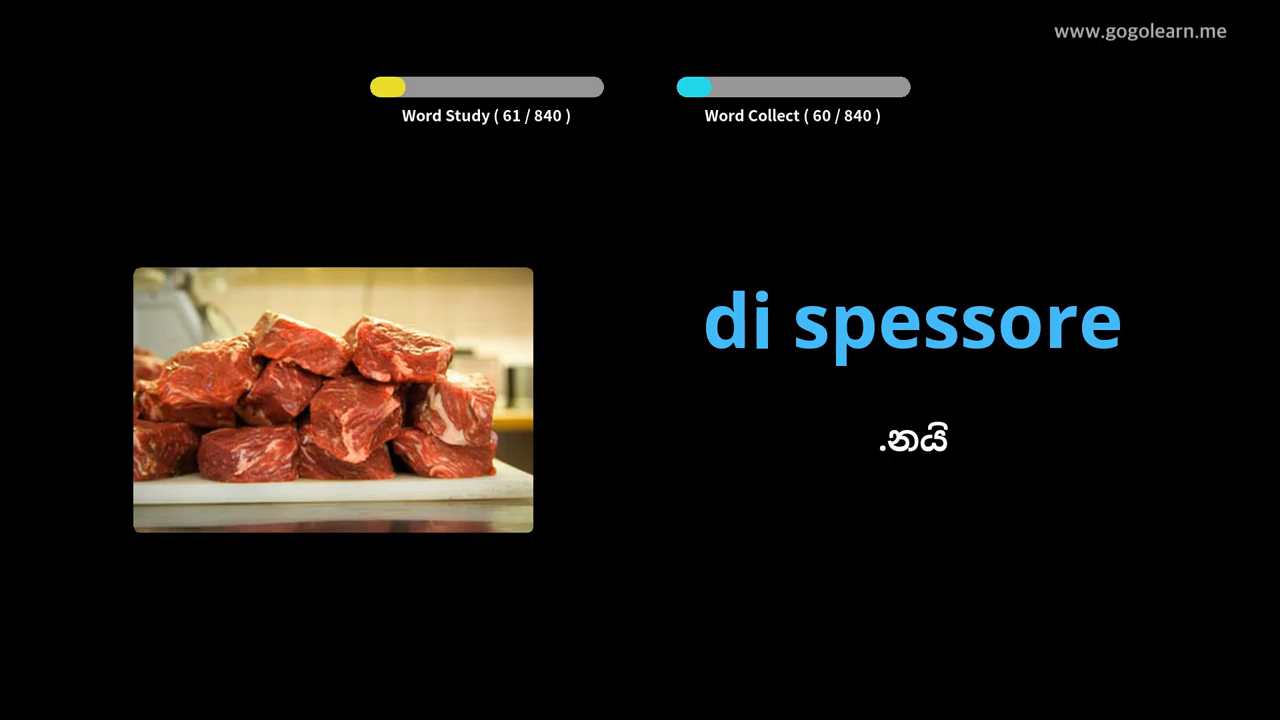 www.gogolearn.me
Word Study ( 61 / 840 )
Word Collect ( 60 / 840 )
di spessore
.නයි